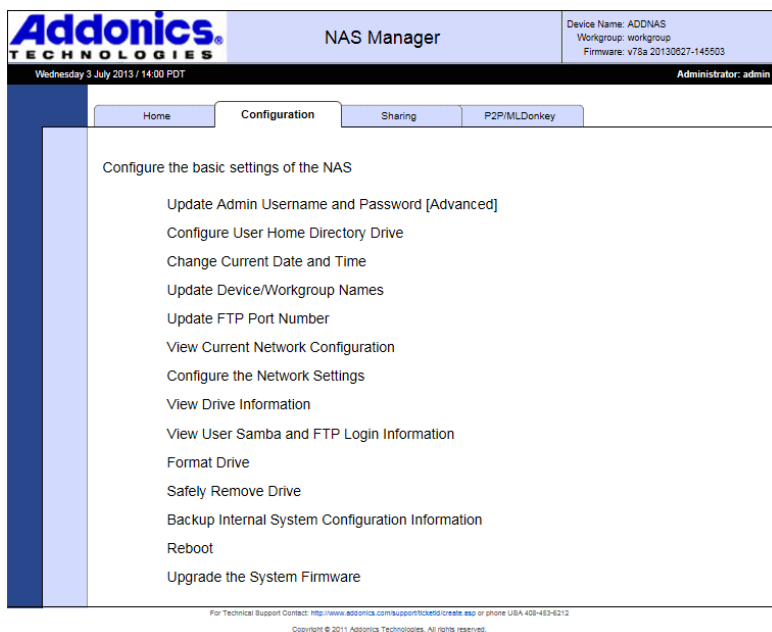 Addonics®
TECHNOLOGIES
NAS Manager
Device Name: ADDNAS
Workgroup: workgroup
Firmware: v78a 20130627-145503
Wednesday 3 July 2013 / 14:00 PDT
Administrator: admin
Home
Configuration
Sharing
P2P/MLDonkey
Configure the basic settings of the NAS
Update Admin Username and Password [Advanced]
Configure User Home Directory Drive
Change Current Date and Time
Update Device/Workgroup Names
Update FTP Port Number
View Current Network Configuration
Configure the Network Settings
View Drive Information
View User Samba and FTP Login Information
Format Drive
Safely Remove Drive
Backup Internal System Configuration Information
Reboot
Upgrade the System Firmware
For Technical Support Contact: http://www.addonics.com/support/ticketid/create.asp or phone USA 408-453-6212
Copyright © 2011 Addonics Technologies. All rights reserved.